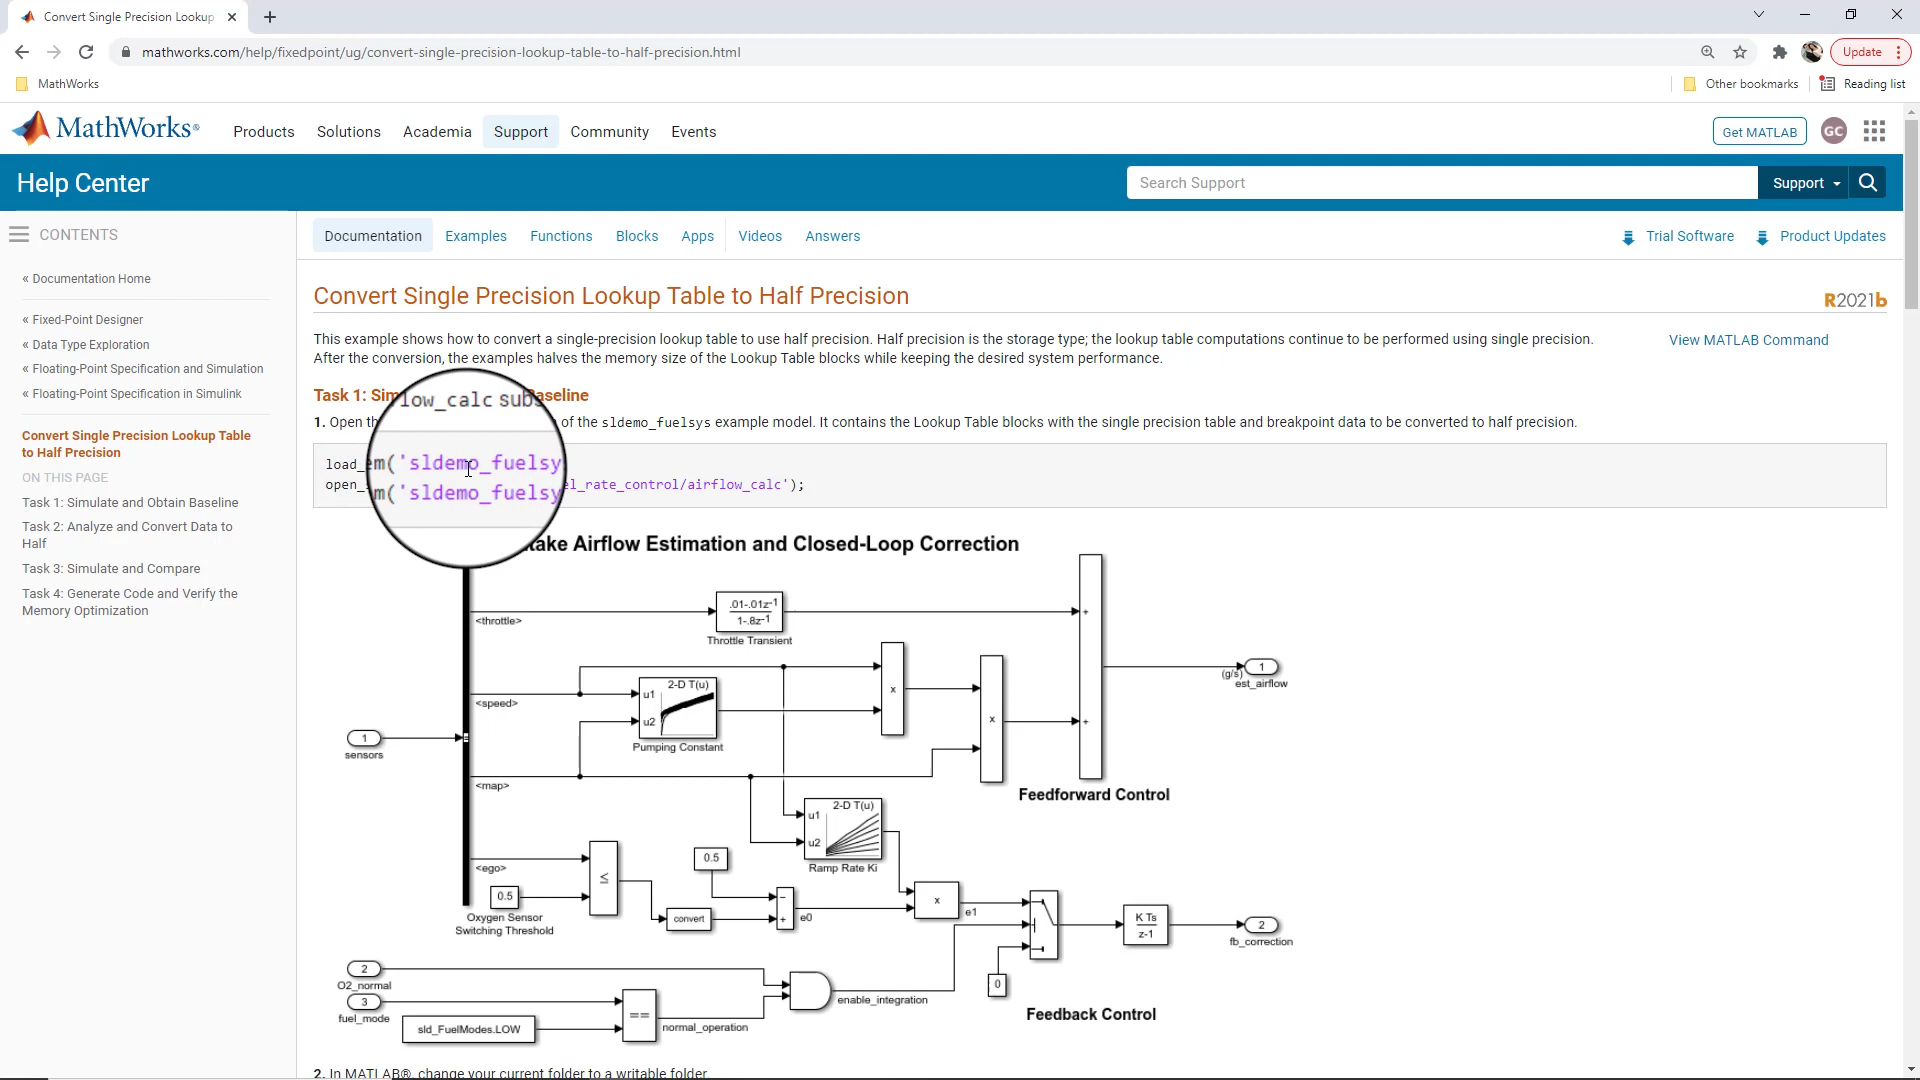 Convert Single Precision Lookup
mathworks.com/help/fixedpoint/ug/convert-single-precision-lookup-table-to-half-precision.html
Update
MathWorks
Other bookmarks
Reading list
MathWorks®
Products
Solutions
Academia
Support
Community
Events
Get MATLAB
GC
Help Center
Search Support
Support
CONTENTS
Documentation
Examples
Functions
Blocks
Apps
Videos
Answers
Trial Software
Product Updates
« Documentation Home
« Fixed-Point Designer
« Data Type Exploration
« Floating-Point Specification and Simulation
« Floating-Point Specification in Simulink
Convert Single Precision Lookup Table
to Half Precision
ON THIS PAGE
Task 1: Simulate and Obtain Baseline
Task 2: Analyze and Convert Data to
Half
Task 3: Simulate and Compare
Task 4: Generate Code and Verify the
Memory Optimization
Convert Single Precision Lookup Table to Half Precision
R2021b
This example shows how to convert a single-precision lookup table to use half precision. Half precision is the storage type; the lookup table computations continue to be performed using single precision.
After the conversion, the examples halves the memory size of the Lookup Table blocks while keeping the desired system performance.
View MATLAB Command
Task 1: Sim
Baseline
low_calc subs
1. Open th
of the sldemo_fuelsys example model. It contains the Lookup Table blocks with the single precision table and breakpoint data to be converted to half precision.
load_
em('sldemo_fuelsy
open_
m('sldemo_fuelsy
el_rate_control/airflow_calc');
take Airflow Estimation and Closed-Loop Correction
.01-.01z-1
1-.8z-1
Throttle Transient
<throttle>
<speed>
2-D T(u)
u1
u2
Pumping Constant
x
x
+
+
(g/s)
1
est_airflow
1
sensors
<map>
Feedforward Control
2-D T(u)
u1
u2
Ramp Rate Ki
<ego>
≤
0.5
0.5
Oxygen Sensor
Switching Threshold
convert
−
+
e0
x
e1
K Ts
z-1
2
fb_correction
0
2
O2_normal
3
fuel_mode
sld_FuelModes.LOW
==
normal_operation
enable_integration
Feedback Control
2. In MATLAB®, change your current folder to a writable folder.